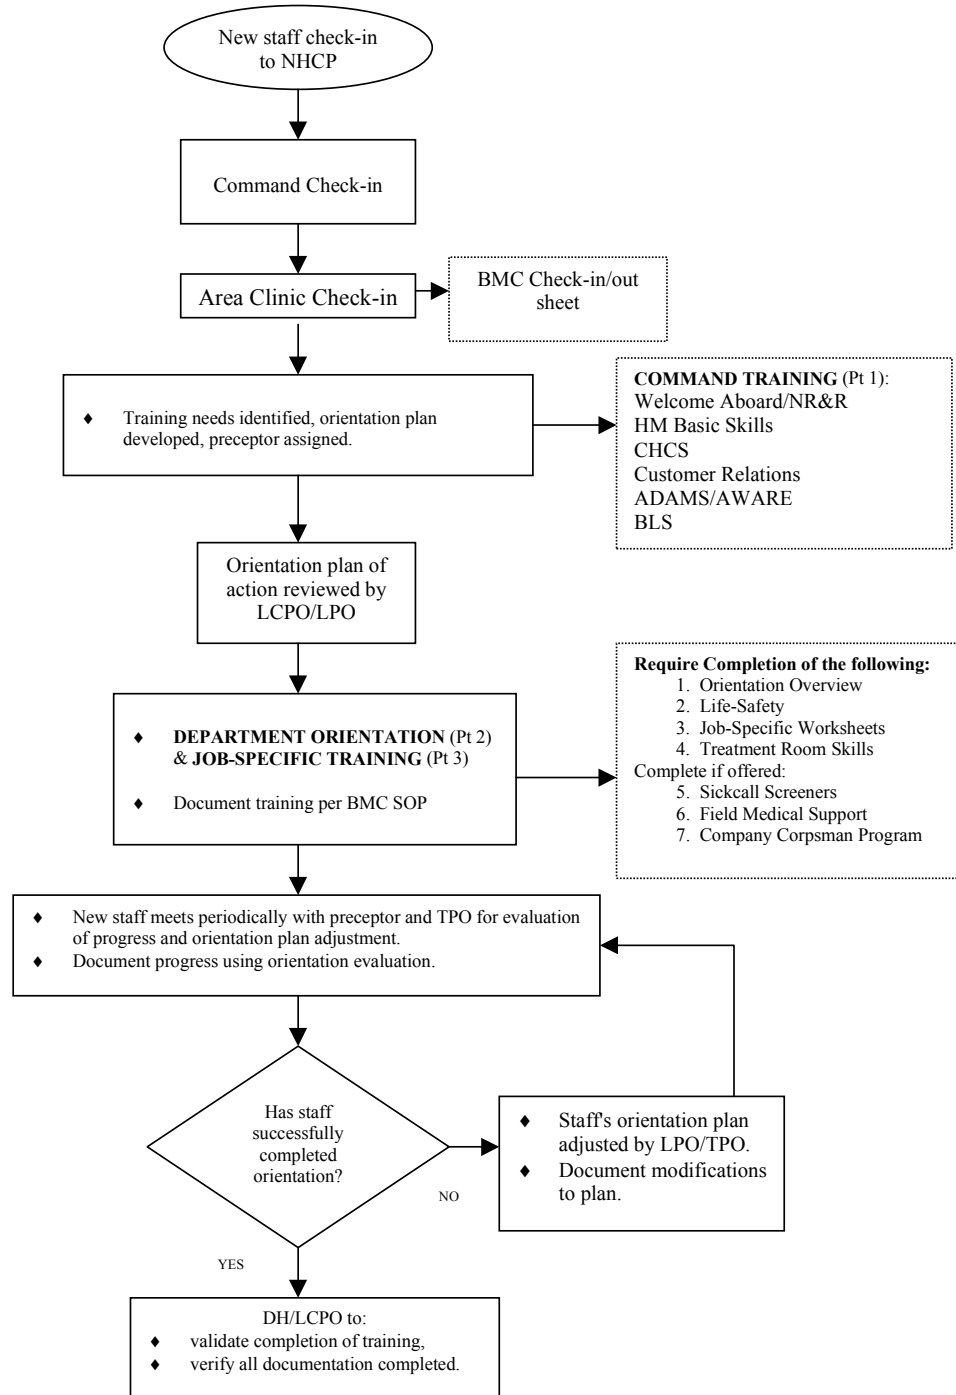 New staff check-in
to NHCP
Command Check-in
Area Clinic Check-in
BMC Check-in/out
sheet
♦ Training needs identified, orientation plan
developed, preceptor assigned.
COMMAND TRAINING (Pt 1):
Welcome Aboard/NR&R
HM Basic Skills
CHCS
Customer Relations
ADAMS/AWARE
BLS
Orientation plan of
action reviewed by
LCPO/LPO
♦ DEPARTMENT ORIENTATION (Pt 2)
& JOB-SPECIFIC TRAINING (Pt 3)
♦ Document training per BMC SOP
Require Completion of the following:
1. Orientation Overview
2. Life-Safety
3. Job-Specific Worksheets
4. Treatment Room Skills
Complete if offered:
5. Sickcall Screeners
6. Field Medical Support
7. Company Corpsman Program
♦ New staff meets periodically with preceptor and TPO for evaluation
of progress and orientation plan adjustment.
♦ Document progress using orientation evaluation.
Has staff
successfully
completed
orientation?
NO
♦ Staff's orientation plan
adjusted by LPO/TPO.
♦ Document modifications
to plan.
YES
DH/LCPO to:
♦ validate completion of training,
♦ verify all documentation completed.